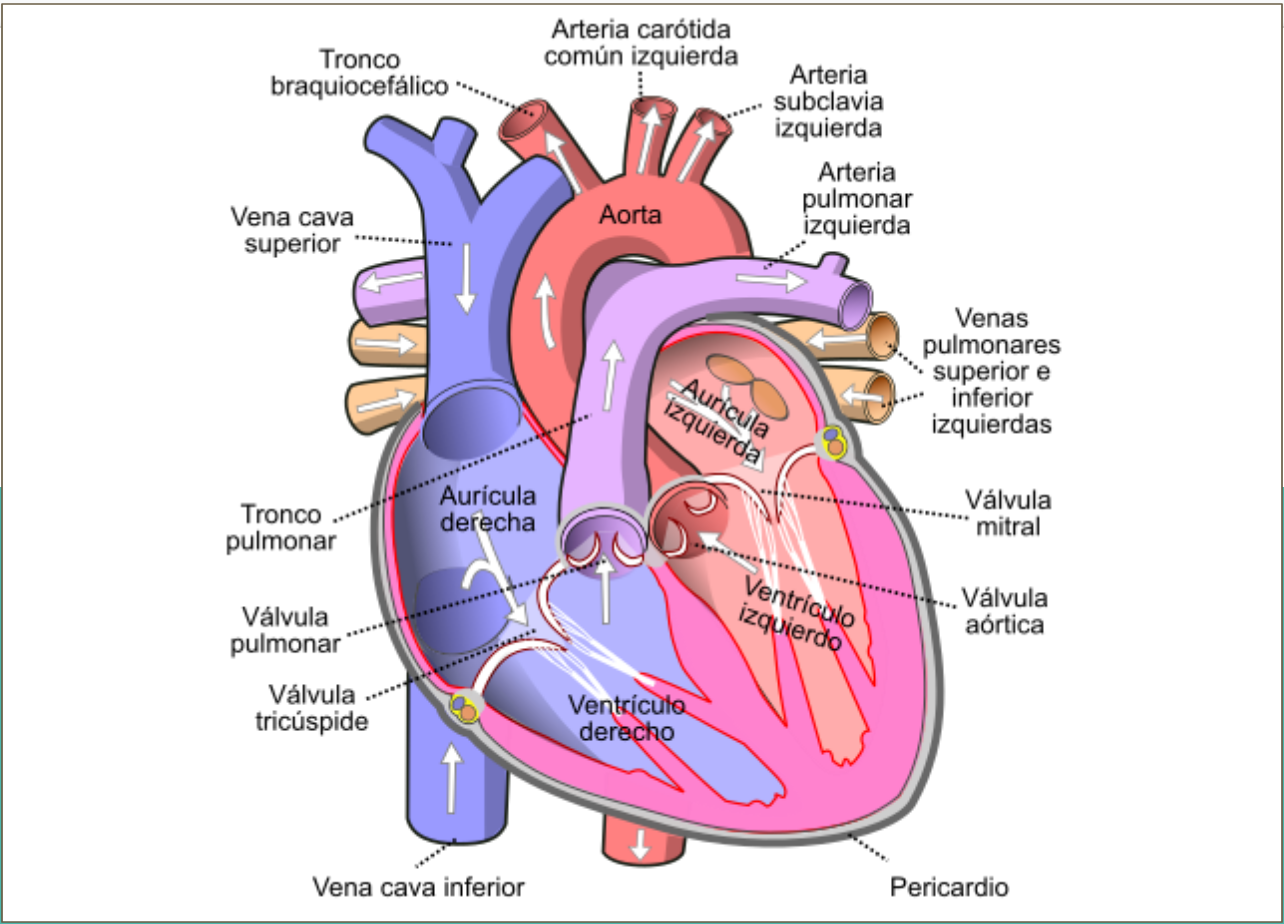 Arteria carótida
común izquierda
Tronco
braquiocefálico
Arteria
subclavia
izquierda
Arteria
pulmonar
izquierda
Vena cava
superior
Aorta
Venas
pulmonares
superior e
inferior
izquierdas
Aurícula
izquierda
Aurícula
derecha
Tronco
pulmonar
Válvula
mitral
Válvula
pulmonar
Ventrículo
izquierdo
Válvula
aórtica
Válvula
tricúspide
Ventrículo
derecho
Vena cava inferior
Pericardio